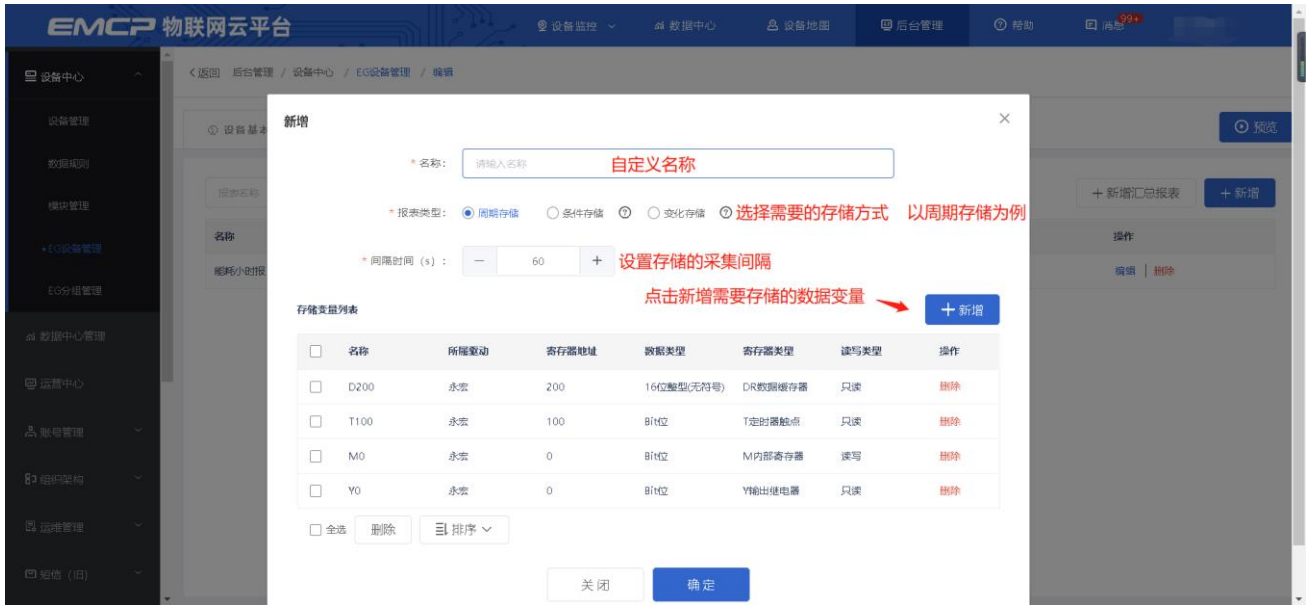 EMCP 物联网云平台 设备监控 数据中心 设备地图 后台管理 帮助 消息 99+
设备中心
<返回 后台管理 / 设备中心 / EG设备管理 / 编辑
设备管理
数据规则
模块管理
•EG设备管理
EG分组管理
数据中心管理
运营中心
账号管理
组织架构
运维管理
短信（旧）
① 设备基本
预览
报表名称
+ 新增汇总报表 + 新增
名称 操作
能耗小时报 编辑 | 删除
新增 ×
* 名称： 请输入名称 自定义名称
* 报表类型： 周期存储 条件存储 ? 变化存储 ? 选择需要的存储方式 以周期存储为例
* 间隔时间（s）： — 60 + 设置存储的采集间隔
点击新增需要存储的数据变量
存储变量列表 + 新增
名称 所属驱动 寄存器地址 数据类型 寄存器类型 读写类型 操作
D200 永宏 200 16位整型(无符号) DR数据缓存器 只读 删除
T100 永宏 100 Bit位 T定时器触点 只读 删除
M0 永宏 0 Bit位 M内部寄存器 读写 删除
Y0 永宏 0 Bit位 Y输出继电器 只读 删除
全选 删除 排序
关闭 确定